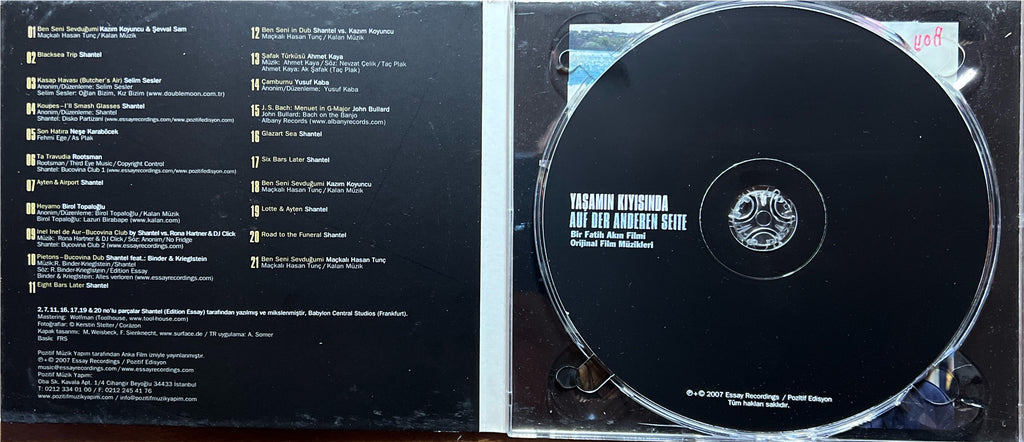 01 Ben Seni Sevduğumi Kazım Koyuncu & Şevval Sam
Maçkalı Hasan Tunç / Kalan Müzik
02 Blacksea Trip Shantel
03 Kasap Havası (Butcher's Air) Selim Sesler
Anonim/Düzenleme: Selim Sesler
Selim Sesler: Oğlan Bizim, Kız Bizim (www.doublemoon.com.tr)
04 Koupes–I'll Smash Glasses Shantel
Anonim/Düzenleme: Shantel
Shantel: Disko Partizani (www.essayrecordings.com/www.pozitifedisyon.com)
05 Son Hatıra Neşe Karaböcek
Fehmi Ege / As Plak
06 Ta Travudia Rootsman
Rootsman / Third Eye Music / Copyright Control
Shantel: Bucovina Club 1 (www.essayrecordings.com/www.pozitifedisyon.com)
07 Ayten & Airport Shantel
08 Heyamo Birol Topaloğlu
Anonim/Düzenleme: Birol Topaloğlu / Kalan Müzik
Birol Topaloğlu: Lazuri Birabape (www.kalan.com)
09 Inel Inel de Aur–Bucovina Club by Shantel vs. Rona Hartner & DJ Click
Müzik: Rona Hartner & DJ Click / Söz: Anonim / No Fridge
Shantel: Bucovina Club 2 (www.essayrecordings.com)
10 Pietons–Bucovina Dub Shantel feat.: Binder & Krieglstein
Müzik:R. Binder-Krieglstein / Shantel
Söz: R.Binder-Krieglstein / Edition Essay
Binder & Krieglstein: Alles verloren (www.essayrecordings.com)
11 Eight Bars Later Shantel
12 Ben Seni in Dub Shantel vs. Kazım Koyuncu
Maçkalı Hasan Tunç / Kalan Müzik
13 Şafak Türküsü Ahmet Kaya
Müzik: Ahmet Kaya / Söz: Nevzat Çelik / Taç Plak
Ahmet Kaya: Ak Şafak (Taç Plak)
14 Çamburnu Yusuf Kaba
Anonim/Düzenleme: Yusuf Kaba
15 J.S. Bach: Menuet in G-Major John Bullard
John Bullard: Bach on the Banjo
Albany Records (www.albanyrecords.com)
16 Glazart Sea Shantel
17 Six Bars Later Shantel
18 Ben Seni Sevduğumi Kazım Koyuncu
Maçkalı Hasan Tunç / Kalan Müzik
19 Lotte & Ayten Shantel
20 Road to the Funeral Shantel
21 Ben Seni Sevduğumi Maçkalı Hasan Tunç
Maçkalı Hasan Tunç / Kalan Müzik
2, 7, 11, 16, 17,19 & 20 no'lu parçalar Shantel (Edition Essay) tarafından yazılmış ve mikslenmiştir, Babylon Central Studios (Frankfurt).
Mastering: Wolfman (Toolhouse, www.tool-house.com)
Fotoğraflar: © Kerstin Stelter / Corázon
Kapak tasarımı: M. Weisbeck, F. Sienknecht, www.surface.de / TR uygulama: A. Somer
Baskı: FRS
Pozitif Müzik Yapım tarafından Anka Film izniyle yayınlanmıştır.
℗ + © 2007 Essay Recordings / Pozitif Edisyon
music@essayrecordings.com / www.essayrecordings.com
Pozitif Müzik Yapım:
Oba Sk. Kavala Apt. 1/4 Cihangir Beyoğlu 34433 İstanbul
T: 0212 334 01 00 / F: 0212 245 41 76
www.pozitifmuzikyapim.com / info@pozitifmuzikyapim.com
YAŞAMIN KIYISINDA
AUF DER ANDEREN SEITE
Bir Fatih Akın Filmi
Orijinal Film Müzikleri
℗ + © 2007 Essay Recordings / Pozitif Edisyon
Tüm hakları saklıdır.